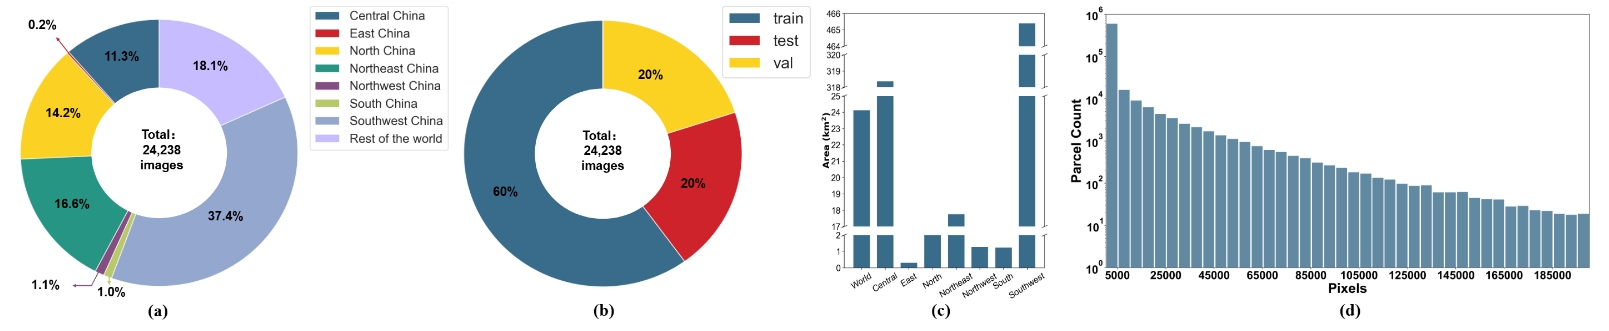 0.2%
11.3%
18.1%
14.2%
Total:
24,238
images
16.6%
37.4%
1.1%
1.0%
Central China
East China
North China
Northeast China
Northwest China
South China
Southwest China
Rest of the world
(a)
20%
Total:
24,238
images
60%
20%
train
test
val
(b)
466
465
464
320
319
318
25
24
23
22
21
20
19
18
17
2
1
0
Area (km²)
World
Central
East
North
Northeast
Northwest
South
Southwest
(c)
10⁶
10⁵
10⁴
10³
10²
10¹
10⁰
Parcel Count
5000 25000 45000 65000 85000 105000 125000 145000 165000 185000
Pixels
(d)